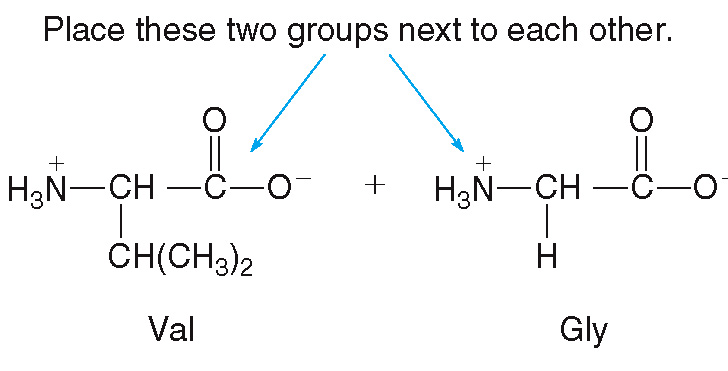 Place these two groups next to each other.
O O
+ ||  + ||
H₃N—CH—C—O⁻ + H₃N—CH—C—O⁻
| |
CH(CH₃)₂ H
Val Gly